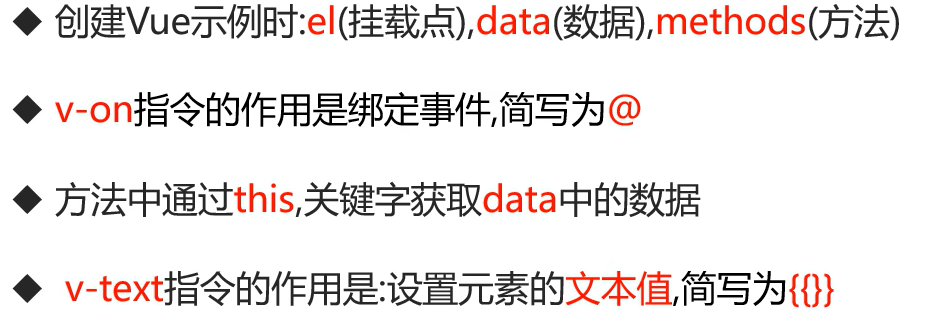 ◆ 创建Vue示例时:el(挂载点),data(数据),methods(方法)
◆ v-on指令的作用是绑定事件,简写为@
◆ 方法中通过this,关键字获取data中的数据
◆ v-text指令的作用是:设置元素的文本值,简写为{{}}